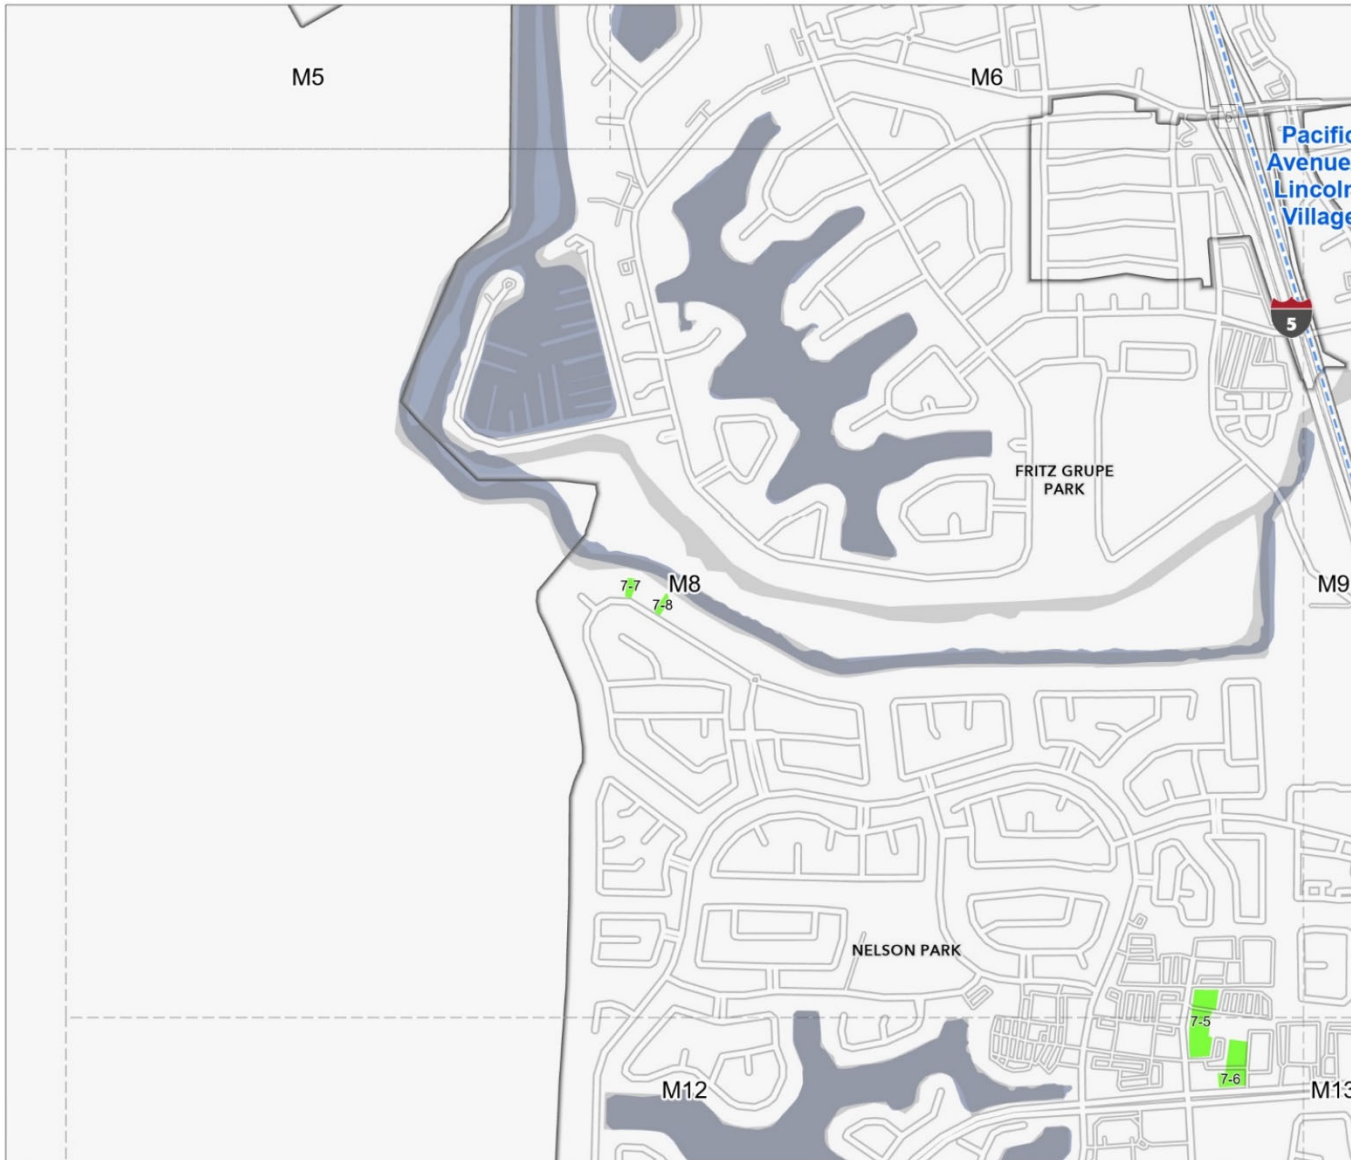 M5
M6
Pacific
Avenue
Lincoln
Village
5
FRITZ GRUPE
PARK
7-7
M8
7-8
M9
NELSON PARK
7-5
M12
7-6
M13